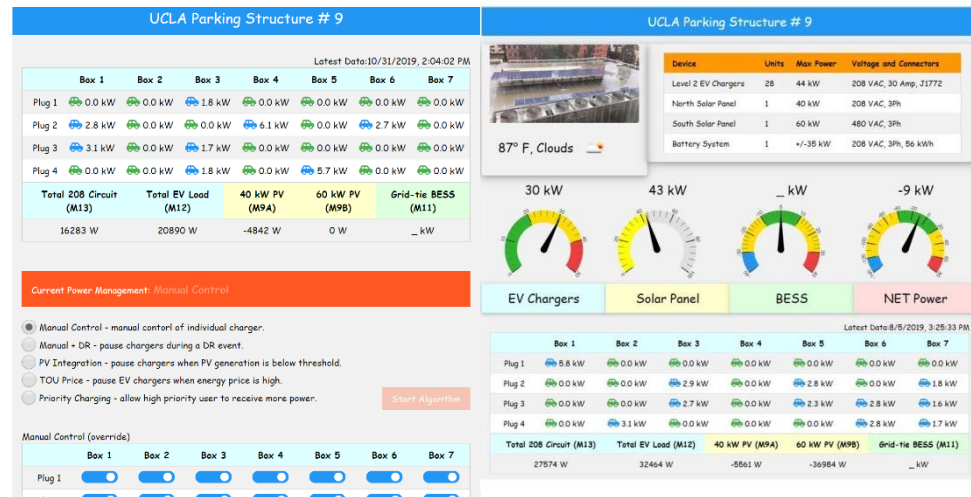 UCLA Parking Structure # 9
Latest Data:10/31/2019, 2:04:02 PM
Box 1 Box 2 Box 3 Box 4 Box 5 Box 6 Box 7
Plug 1 0.0 kW 0.0 kW 1.8 kW 0.0 kW 0.0 kW 0.0 kW 0.0 kW
Plug 2 2.8 kW 0.0 kW 0.0 kW 6.1 kW 0.0 kW 2.7 kW 0.0 kW
Plug 3 3.1 kW 0.0 kW 1.7 kW 0.0 kW 0.0 kW 0.0 kW 0.0 kW
Plug 4 0.0 kW 0.0 kW 1.8 kW 0.0 kW 5.7 kW 0.0 kW 0.0 kW
Total 208 Circuit (M13) Total EV Load (M12) 40 kW PV (M9A) 60 kW PV (M9B) Grid-tie BESS (M11)
16283 W 20890 W -4842 W 0 W _ kW
Current Power Management: Manual Control
Manual Control - manual contorl of individual charger.
Manual + DR - pause chargers during a DR event.
PV Integration - pause chargers when PV generation is below threshold.
TOU Price - pause EV chargers when energy price is high.
Priority Charging - allow high priority user to receive more power.
Start Algorithm
Manual Control (override)
Box 1 Box 2 Box 3 Box 4 Box 5 Box 6 Box 7
Plug 1
UCLA Parking Structure # 9
Device Units Max Power Voltage and Connectors
Level 2 EV Chargers 28 44 kW 208 VAC, 30 Amp, J1772
North Solar Panel 1 40 kW 208 VAC, 3Ph
South Solar Panel 1 60 kW 480 VAC, 3Ph
Battery System 1 +/-35 kW 208 VAC, 3Ph, 56 kWh
87° F, Clouds
30 kW 43 kW _ kW -9 kW
EV Chargers Solar Panel BESS NET Power
Latest Data:8/5/2019, 3:25:33 PM
Box 1 Box 2 Box 3 Box 4 Box 5 Box 6 Box 7
Plug 1 5.8 kW 0.0 kW 0.0 kW 0.0 kW 0.0 kW 0.0 kW 0.0 kW
Plug 2 0.0 kW 0.0 kW 2.9 kW 0.0 kW 2.8 kW 0.0 kW 1.8 kW
Plug 3 0.0 kW 0.0 kW 2.7 kW 0.0 kW 2.3 kW 2.8 kW 1.6 kW
Plug 4 0.0 kW 3.1 kW 0.0 kW 0.0 kW 0.0 kW 2.8 kW 1.7 kW
Total 208 Circuit (M13) Total EV Load (M12) 40 kW PV (M9A) 60 kW PV (M9B) Grid-tie BESS (M11)
27574 W 32464 W -5561 W -36984 W _ kW